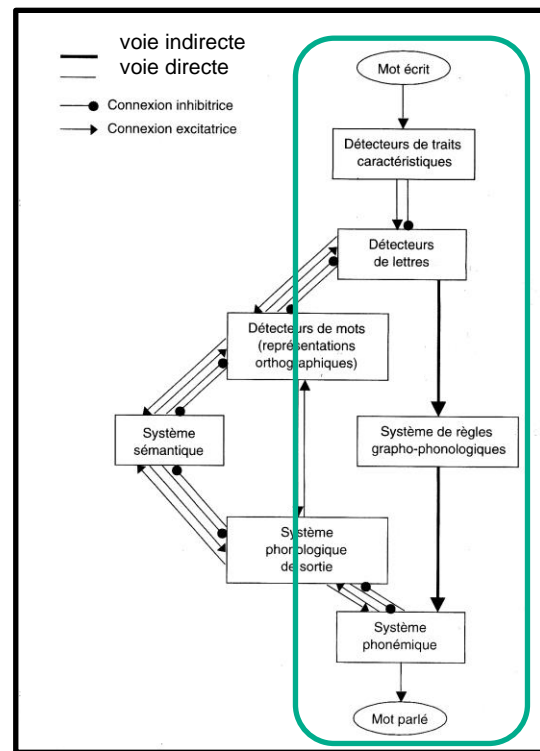 voie indirecte
voie directe
Connexion inhibitrice
Connexion excitatrice
Mot écrit
Détecteurs de traits
caractéristiques
Détecteurs
de lettres
Détecteurs de mots
(représentations
orthographiques)
Système
sémantique
Système de règles
grapho-phonologiques
Système
phonologique
de sortie
Système
phonémique
Mot parlé